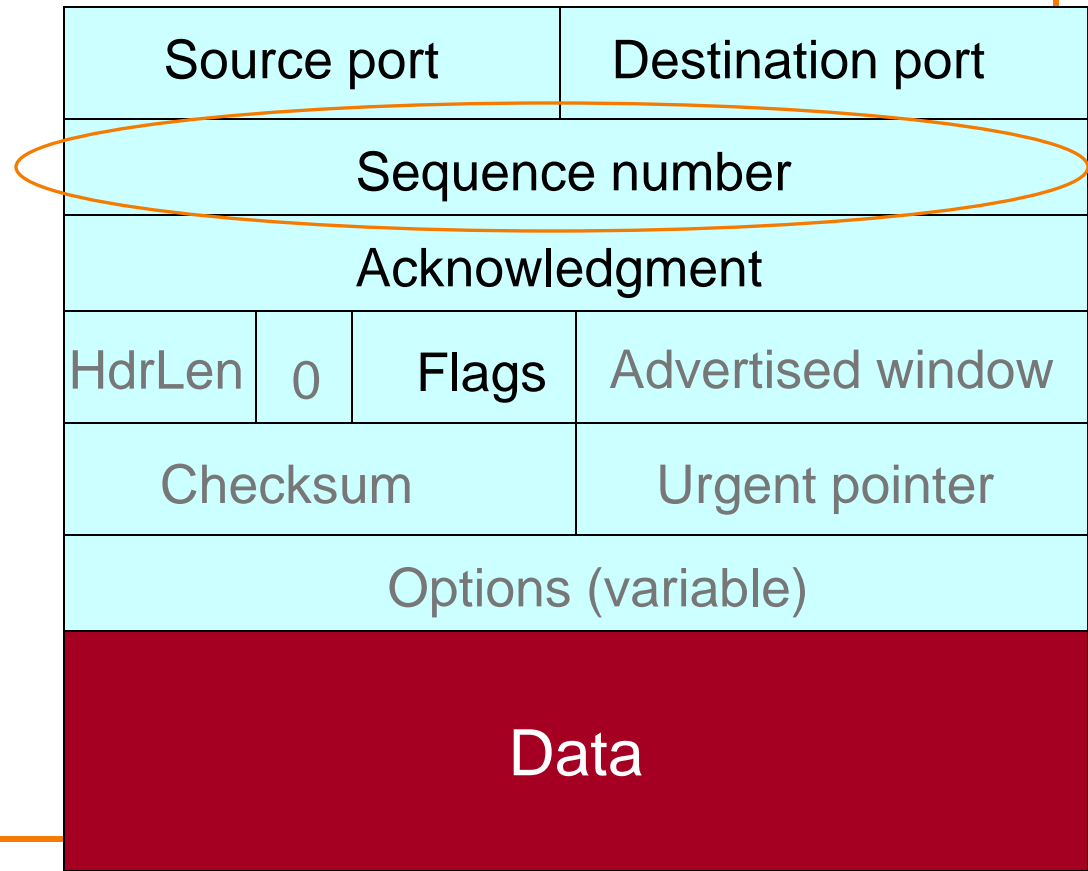 Source port Destination port
Sequence number
Acknowledgment
HdrLen 0 Flags Advertised window
Checksum Urgent pointer
Options (variable)
Data